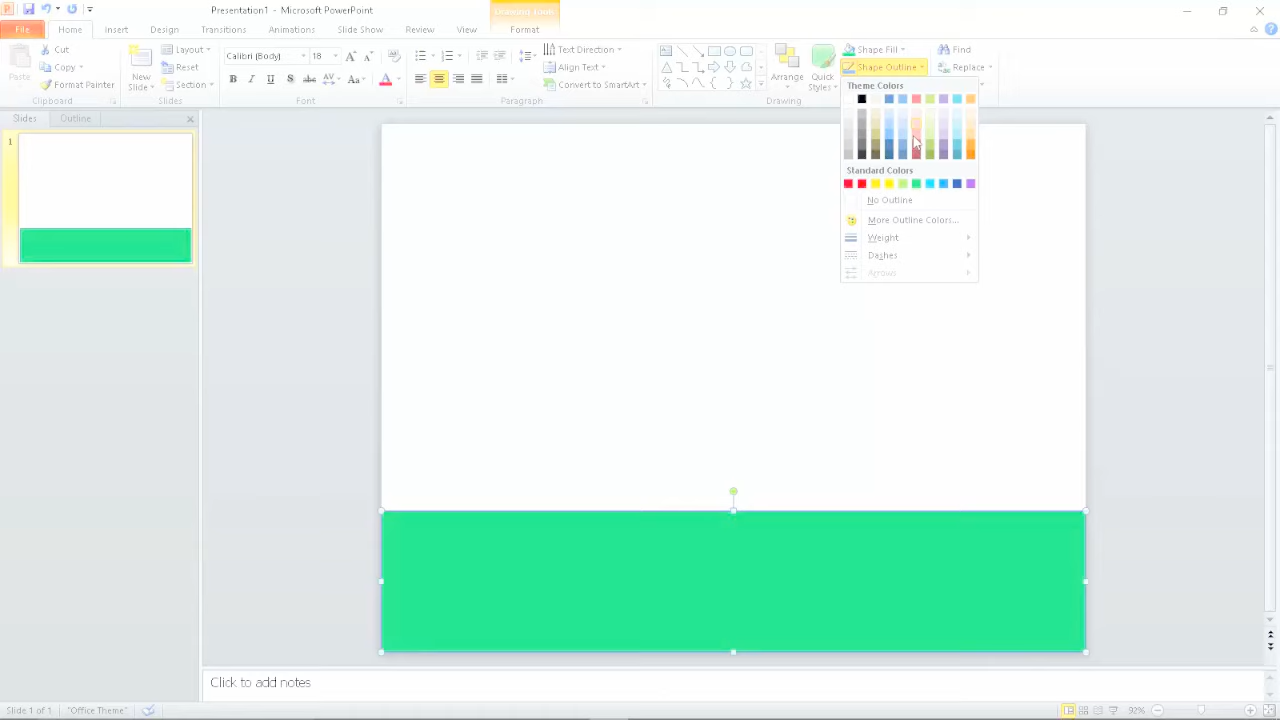 Presentation1 - Microsoft PowerPoint
Drawing Tools
File Home Insert Design Transitions Animations Slide Show Review View Format
Paste
Cut
Copy
Format Painter
Clipboard
New Slide
Layout
Reset
Section
Slides
Calibri (Body) 18
B U S abc AV Aa A
Font
Text Direction
Align Text
Convert to SmartArt
Paragraph
Arrange
Quick Styles
Drawing
Shape Fill
Shape Outline
Find
Replace
Theme Colors
Standard Colors
No Outline
More Outline Colors...
Weight
Dashes
Arrows
Slides Outline
1
Click to add notes
Slide 1 of 1 "Office Theme" 92%